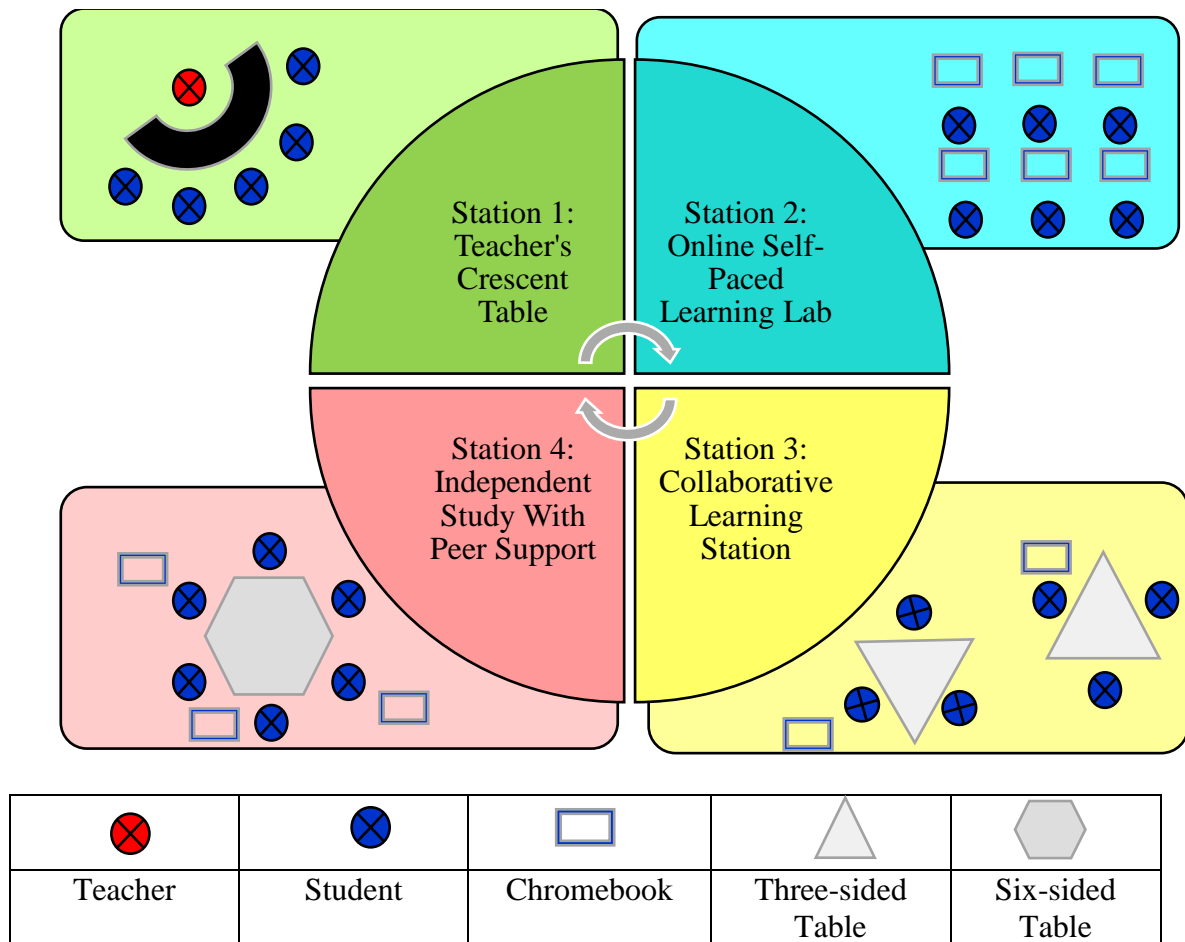 Station 1:
Teacher's
Crescent
Table
Station 2:
Online Self-
Paced
Learning Lab
Station 4:
Independent
Study With
Peer Support
Station 3:
Collaborative
Learning
Station
Teacher
Student
Chromebook
Three-sided
Table
Six-sided
Table